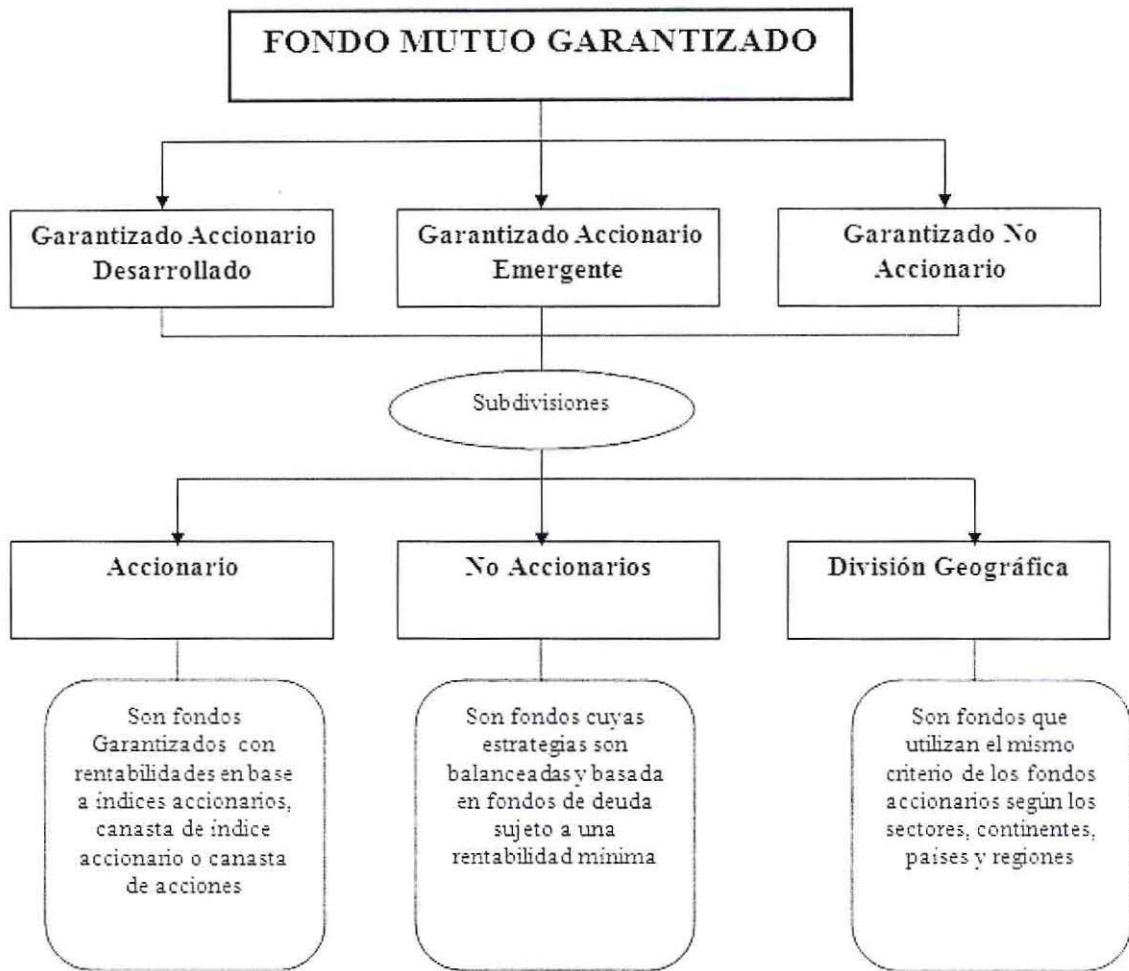 FONDO MUTUO GARANTIZADO
Garantizado Accionario
Desarrollado
Garantizado Accionario
Emergente
Garantizado No
Accionario
Subdivisiones
Accionario
No Accionarios
División Geográfica
Son fondos
Garantizados con
rentabilidades en base
a índices accionarios,
canasta de índice
accionario o canasta
de acciones
Son fondos cuyas
estrategias son
balanceadas y basada
en fondos de deuda
sujeto a una
rentabilidad mínima
Son fondos que
utilizan el mismo
criterio de los fondos
accionarios según los
sectores, continentes,
países y regiones